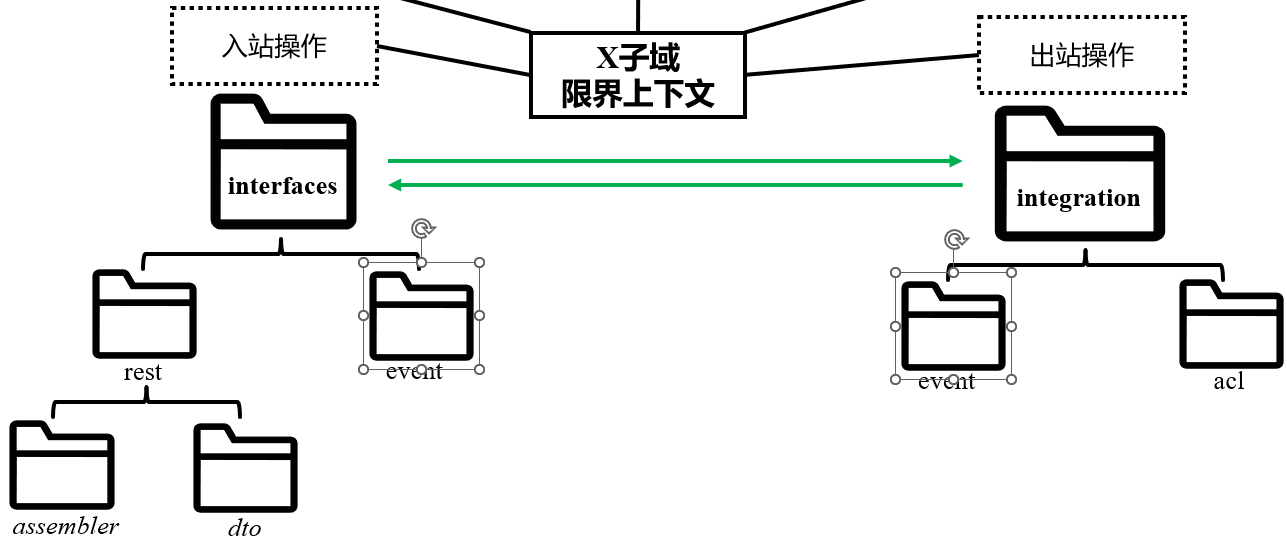 入站操作
X子域
限界上下文
出站操作
interfaces
integration
rest
event
event
acl
assembler
dto